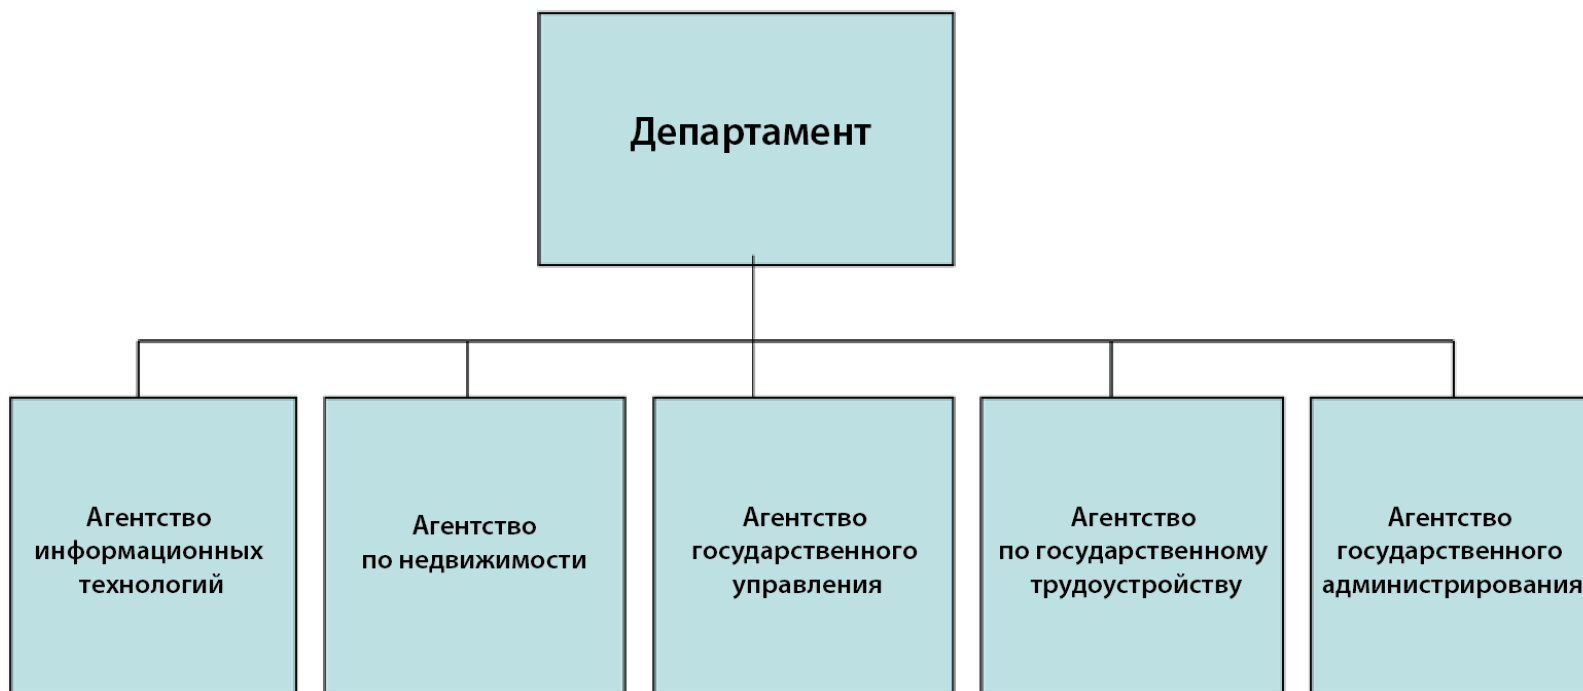 Департамент
Агентство
информационных
технологий
Агентство
по недвижимости
Агентство
государственного
управления
Агентство
по государственному
трудоустройству
Агентство
государственного
администрирования